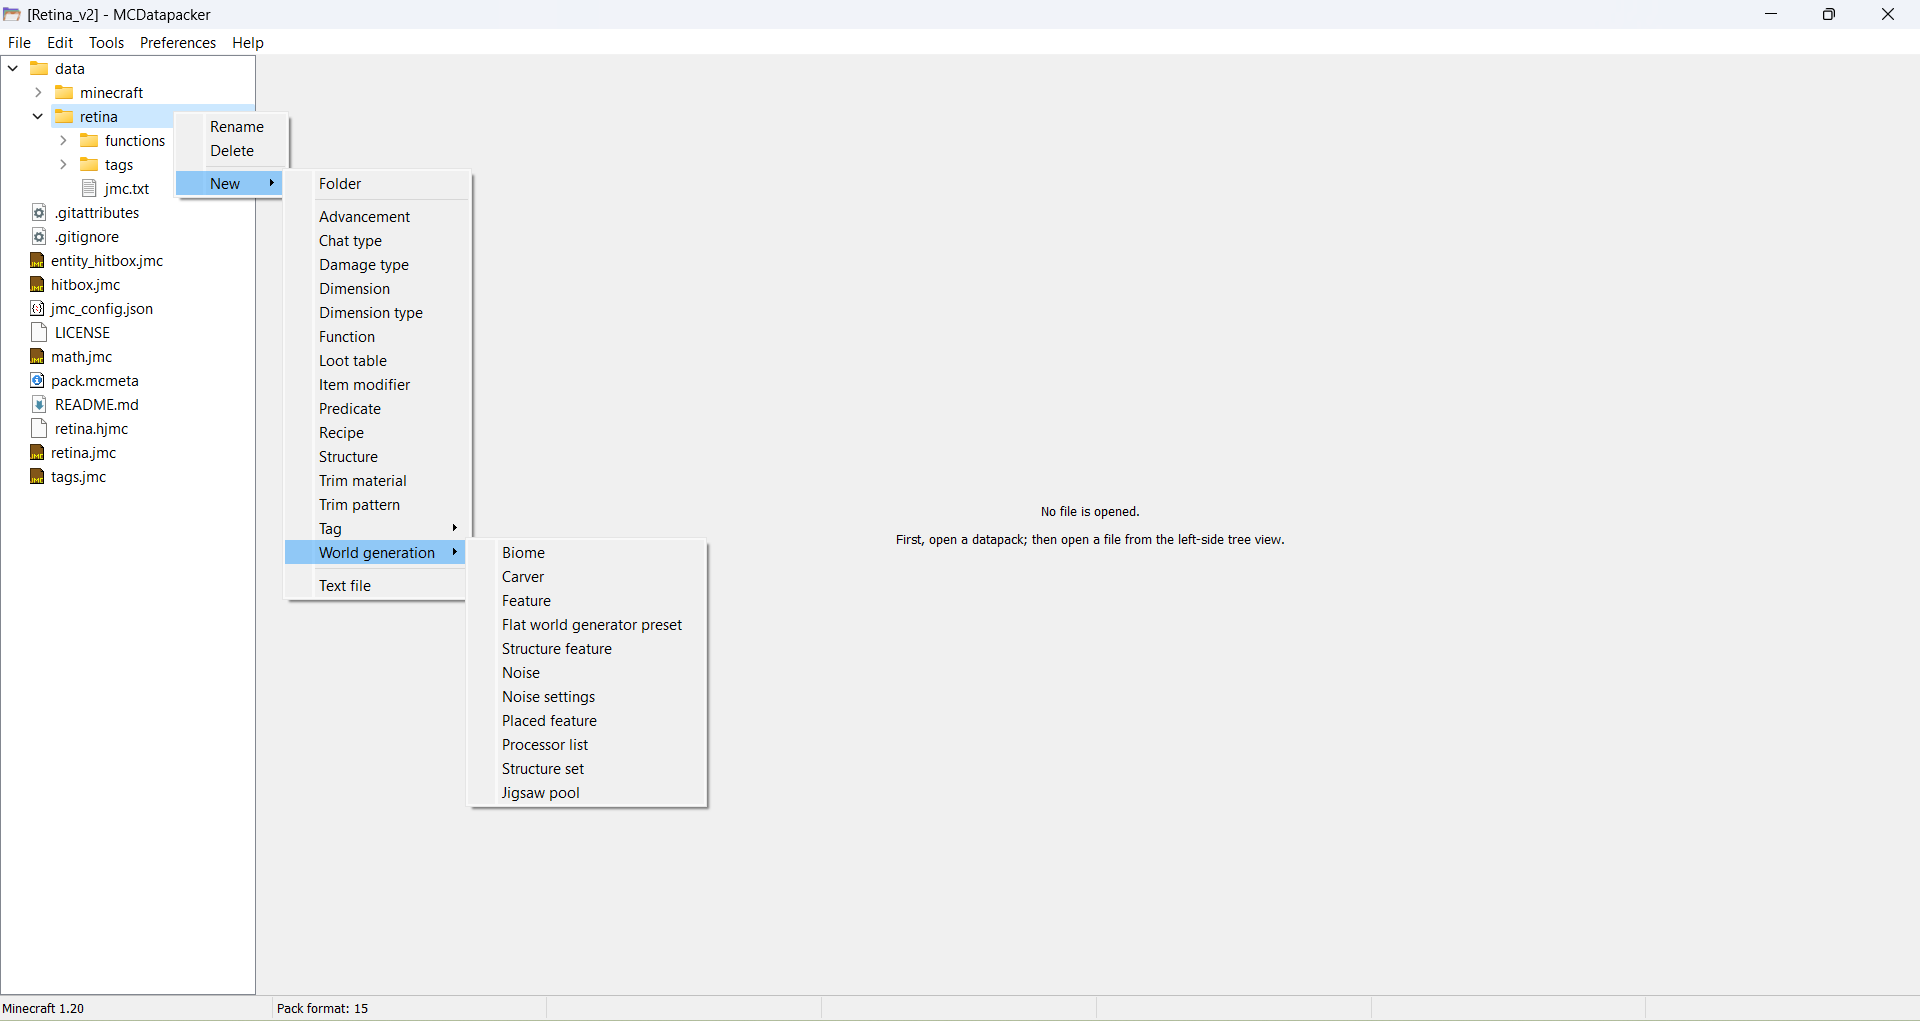 [Retina_v2] - MCDatapacker
File Edit Tools Preferences Help
data
minecraft
retina
functions
tags
jmc.txt
.gitattributes
.gitignore
entity_hitbox.jmc
hitbox.jmc
jmc_config.json
LICENSE
math.jmc
pack.mcmeta
README.md
retina.hjmc
retina.jmc
tags.jmc
Rename
Delete
New
Folder
Advancement
Chat type
Damage type
Dimension
Dimension type
Function
Loot table
Item modifier
Predicate
Recipe
Structure
Trim material
Trim pattern
Tag
World generation
Text file
Biome
Carver
Feature
Flat world generator preset
Structure feature
Noise
Noise settings
Placed feature
Processor list
Structure set
Jigsaw pool
No file is opened.
First, open a datapack; then open a file from the left-side tree view.
Minecraft 1.20
Pack format: 15